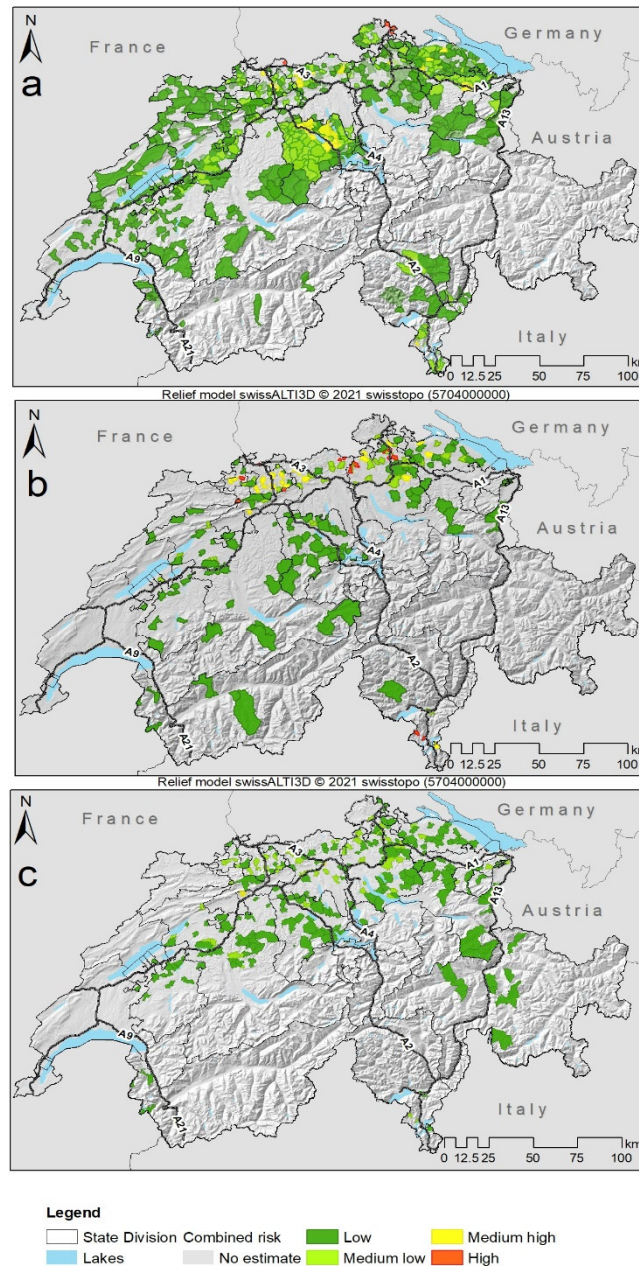 N
France
Germany
a
A3
A1
A13
Austria
A4
A9
A2
A21
Italy
km
0 12.5 25 50 75 100
Relief model swissALTI3D © 2021 swisstopo (5704000000)
N
France
Germany
b
A3
A1
A13
Austria
A4
A9
A2
A21
Italy
km
0 12.5 25 50 75 100
Relief model swissALTI3D © 2021 swisstopo (5704000000)
N
France
Germany
c
A3
A1
A13
Austria
A4
A9
A2
A21
Italy
km
0 12.5 25 50 75 100
Legend
State Division Combined risk Low Medium high
Lakes No estimate Medium low High